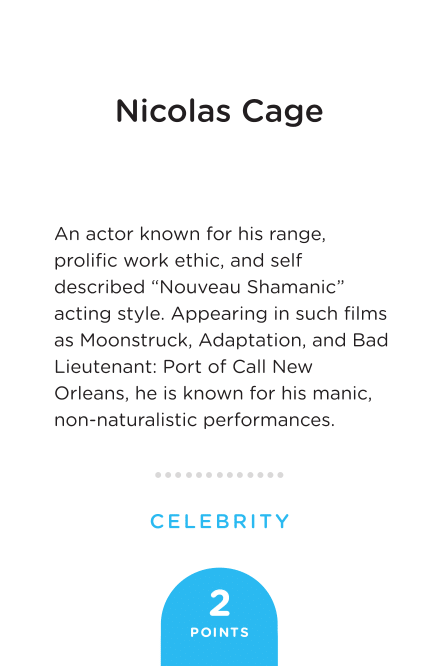 Nicolas Cage
An actor known for his range,
prolific work ethic, and self
described “Nouveau Shamanic”
acting style. Appearing in such films
as Moonstruck, Adaptation, and Bad
Lieutenant: Port of Call New
Orleans, he is known for his manic,
non-naturalistic performances.
CELEBRITY
2
POINTS